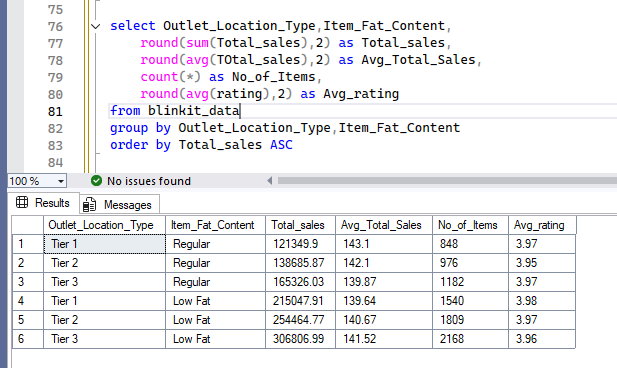 75
76 select Outlet_Location_Type,Item_Fat_Content,
77 round(sum(Total_sales),2) as Total_sales,
78 round(avg(TOtal_sales),2) as Avg_Total_Sales,
79 count(*) as No_of_Items,
80 round(avg(rating),2) as Avg_rating
81 from blinkit_data
82 group by Outlet_Location_Type,Item_Fat_Content
83 order by Total_sales ASC
84
100 % No issues found
Results Messages
Outlet_Location_Type Item_Fat_Content Total_sales Avg_Total_Sales No_of_Items Avg_rating
1 Tier 1 Regular 121349.9 143.1 848 3.97
2 Tier 2 Regular 138685.87 142.1 976 3.95
3 Tier 3 Regular 165326.03 139.87 1182 3.97
4 Tier 1 Low Fat 215047.91 139.64 1540 3.98
5 Tier 2 Low Fat 254464.77 140.67 1809 3.97
6 Tier 3 Low Fat 306806.99 141.52 2168 3.96